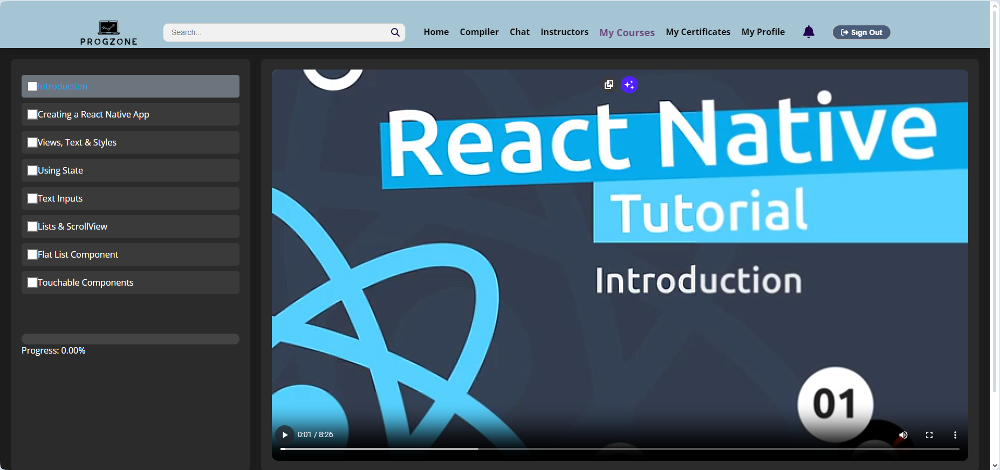 PROGZONE
Search...
Home
Compiler
Chat
Instructors
My Courses
My Certificates
My Profile
Sign Out
Introduction
Creating a React Native App
Views, Text & Styles
Using State
Text Inputs
Lists & ScrollView
Flat List Component
Touchable Components
Progress: 0.00%
React Native
Tutorial
Introduction
01
0:01 / 8:26